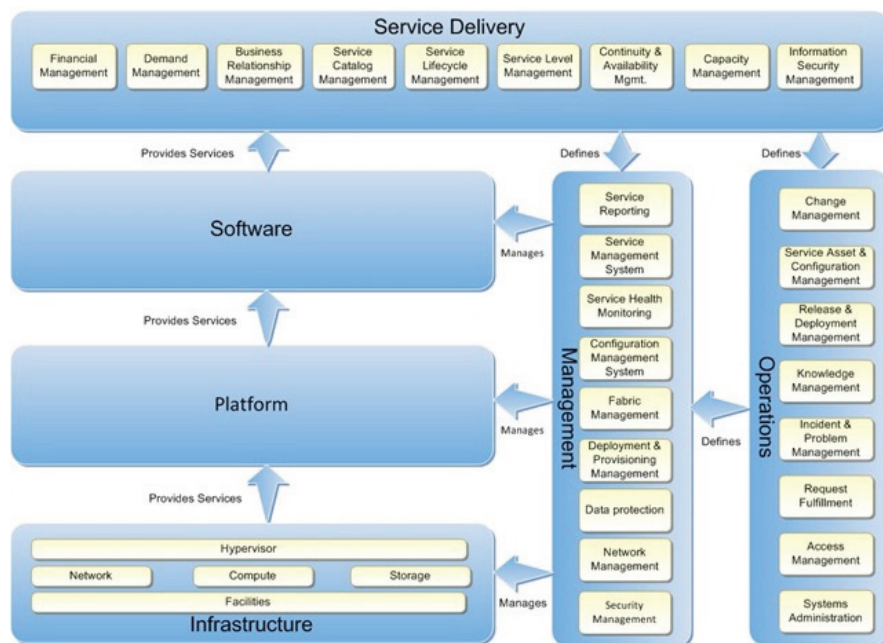 Service Delivery
Financial
Management
Demand
Management
Business
Relationship
Management
Service
Catalog
Management
Service
Lifecycle
Management
Service Level
Management
Continuity &
Availability
Mgmt.
Capacity
Management
Information
Security
Management
Provides Services
Defines
Defines
Software
Manages
Provides Services
Platform
Manages
Provides Services
Hypervisor
Network
Compute
Storage
Facilities
Infrastructure
Manages
Management
Service
Reporting
Service
Management
System
Service Health
Monitoring
Configuration
Management
System
Fabric
Management
Deployment &
Provisioning
Management
Data protection
Network
Management
Security
Management
Defines
Operations
Change
Management
Service Asset &
Configuration
Management
Release &
Deployment
Management
Knowledge
Management
Incident &
Problem
Management
Request
Fulfillment
Access
Management
Systems
Administration